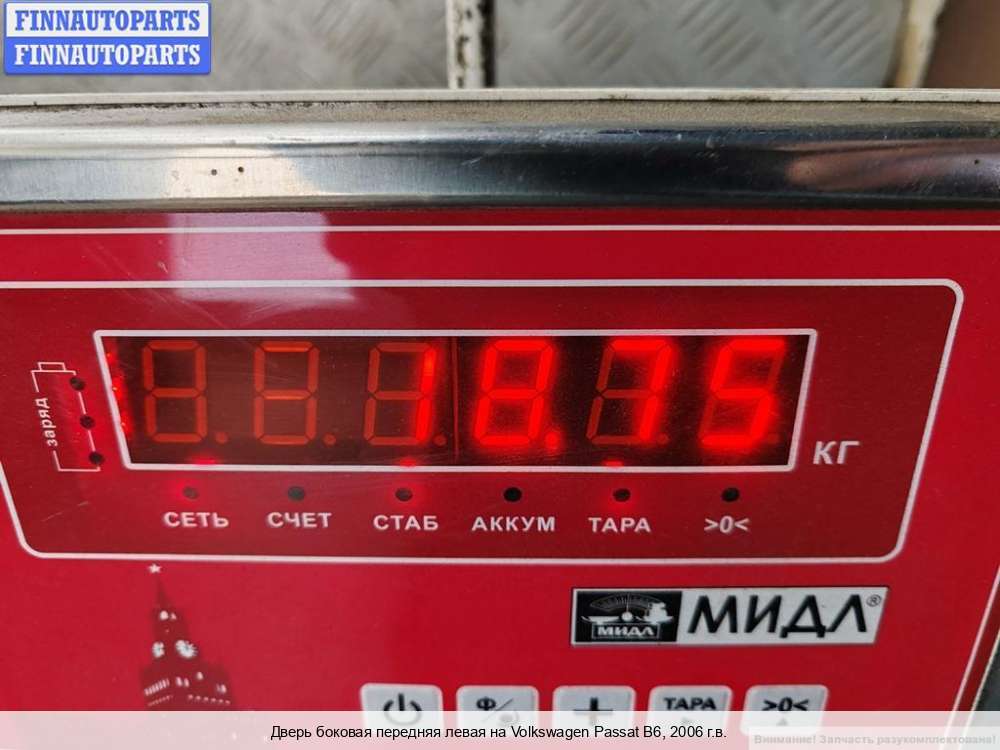 FINNAUTOPARTS
FINNAUTOPARTS
заряд
18.75
КГ
СЕТЬ СЧЕТ СТАБ АККУМ ТАРА >0<
МИДЛ МИДЛ®
Ф ТАРА >0<
Дверь боковая передняя левая на Volkswagen Passat B6, 2006 г.в.
Внимание! Запчасть разукомплектована!